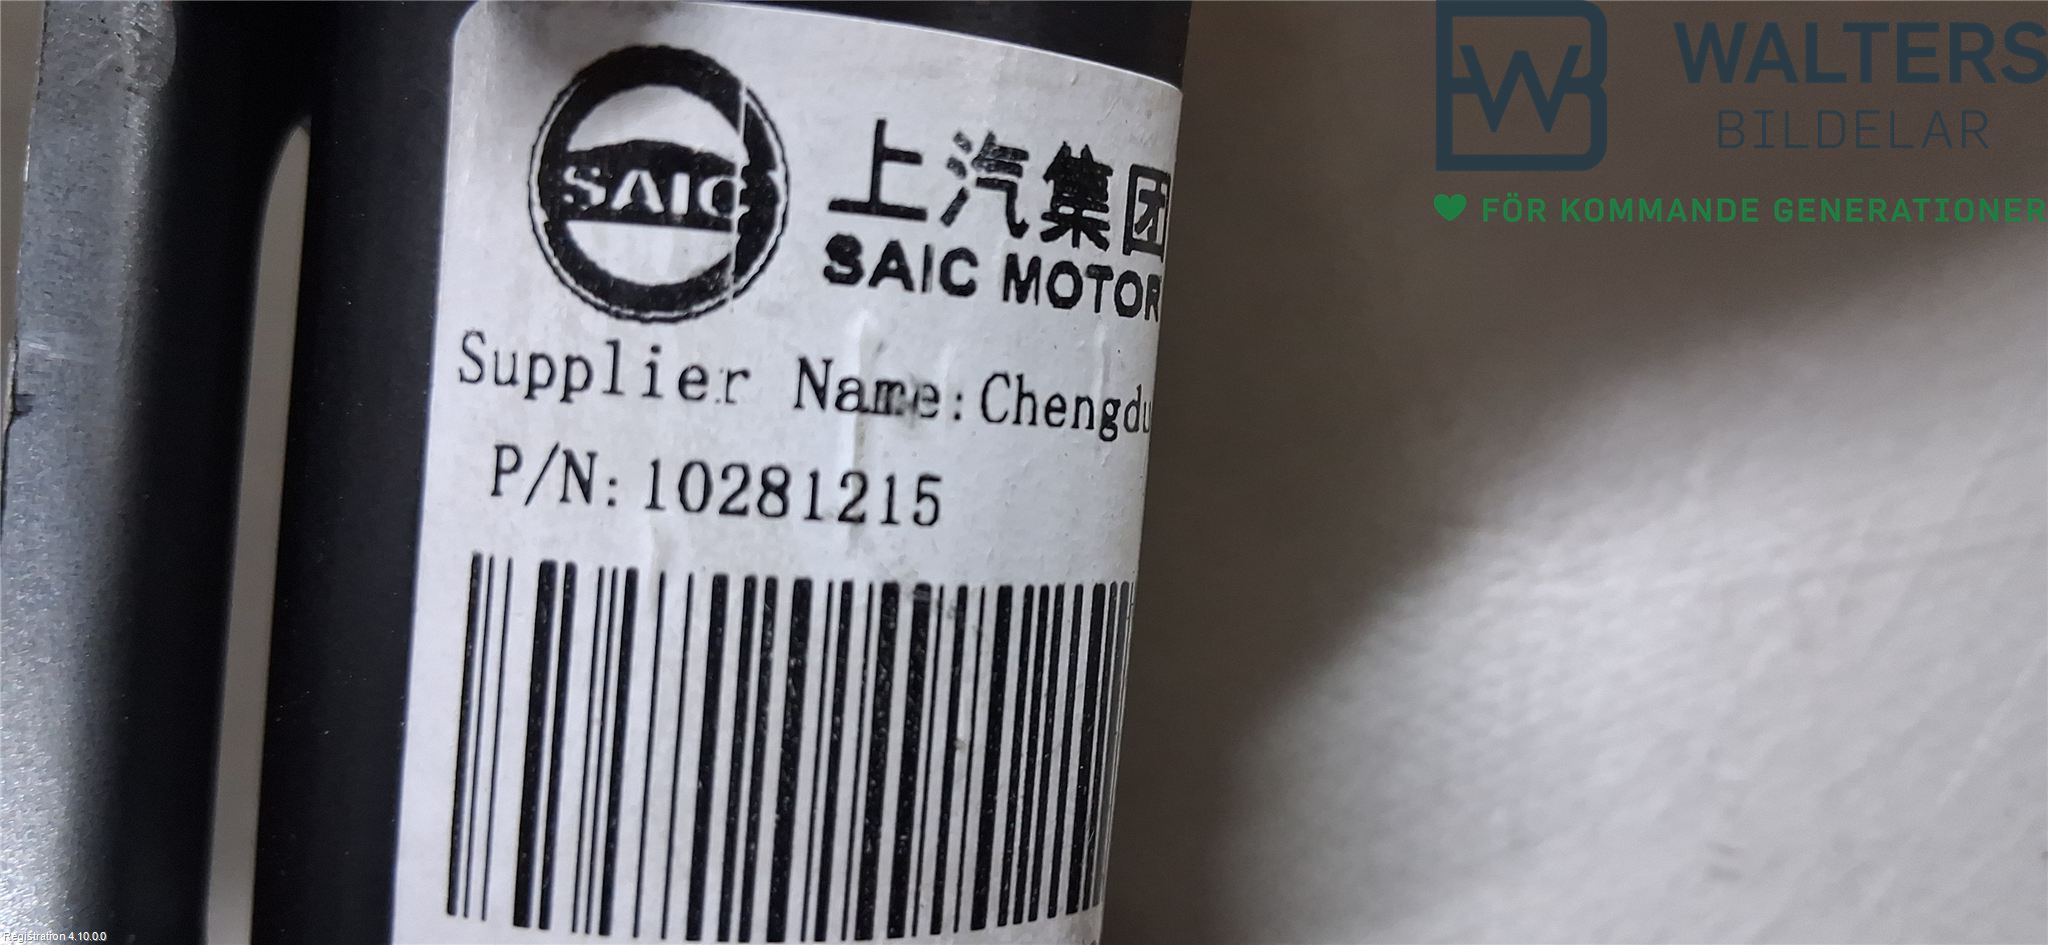 SAIC
上汽集团
SAIC MOTOR
Supplier Name:Chengdu
P/N:10281215
WB
WALTERS
BILDELAR
FÖR KOMMANDE GENERATIONER
Registration 4.10.0.0